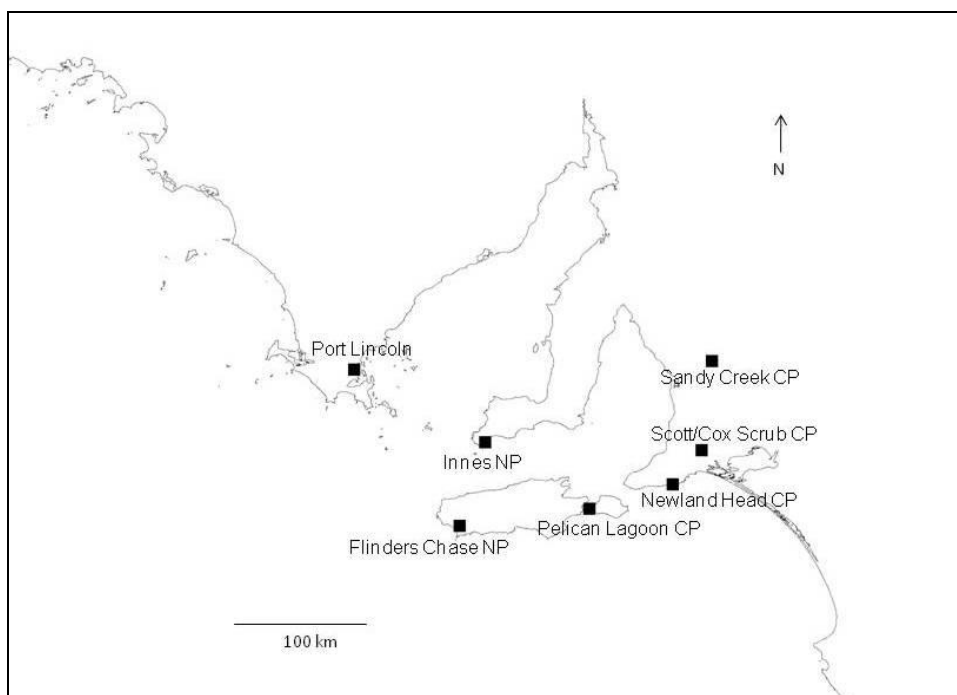 N
Port Lincoln
Sandy Creek CP
Scott/Cox Scrub CP
Innes NP
Newland Head CP
Pelican Lagoon CP
Flinders Chase NP
100 km